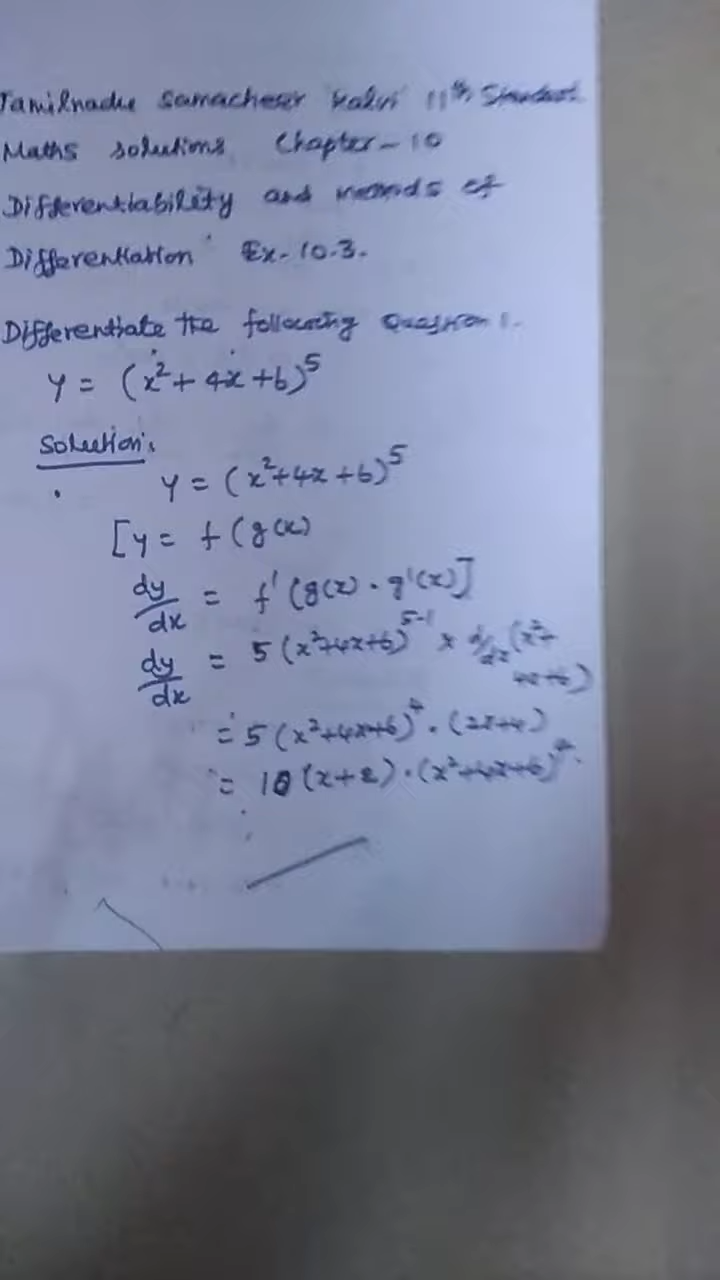 Tamilnadu samacheer kalvi 11th Standard
Maths solutions Chapter-10
Differentiability and methods of
Differentiation Ex-10.3.
Differentiate the following Question 1.
y = (x²+4x+6)⁵
Solution:
y = (x²+4x+6)⁵
[y = f(g(x)
dy/dx = f'(g(x)·g'(x)]
dy/dx = 5(x²+4x+6)⁵⁻¹ × d/dx (x²+
4x+6)
= 5(x²+4x+6)⁴·(2x+4)
= 10(x+2)·(x²+4x+6)⁴.